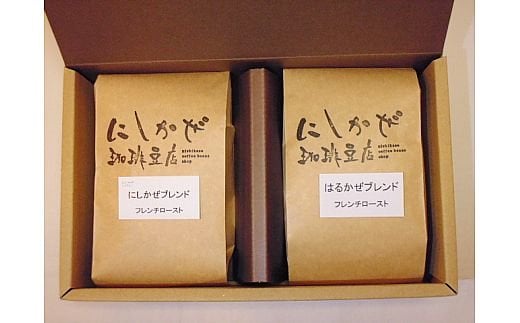 にしかぜ
珈琲豆店
nishikaze
coffee beans
shop
にしかぜブレンド
フレンチロースト
にしかぜ
珈琲豆店
nishikaze
coffee beans
shop
はるかぜブレンド
フレンチロースト